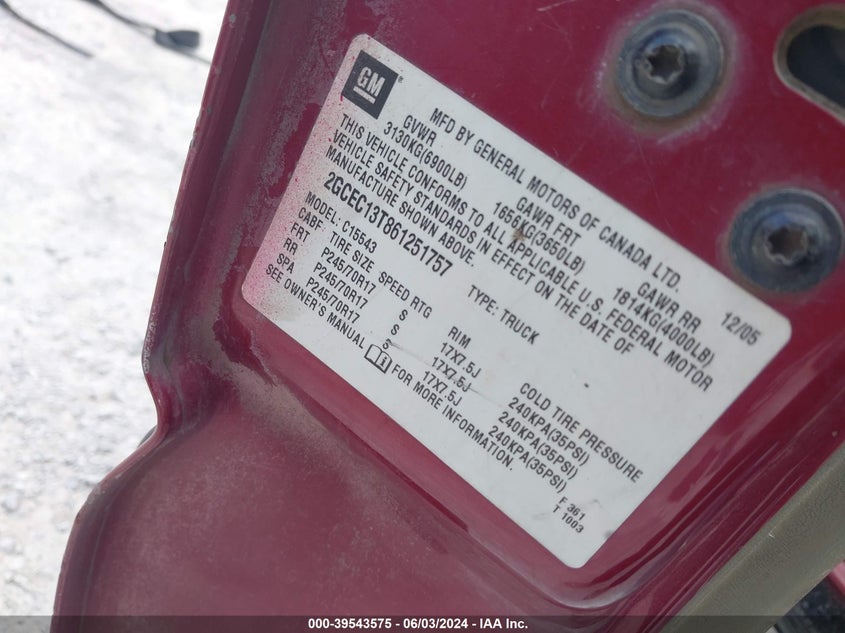 GM
MFD BY GENERAL MOTORS OF CANADA LTD. 12/05
GVWR GAWR FRT GAWR RR
3130KG(6900LB) 1656KG(3650LB) 1814KG(4000LB)
THIS VEHICLE CONFORMS TO ALL APPLICABLE U.S. FEDERAL MOTOR
VEHICLE SAFETY STANDARDS IN EFFECT ON THE DATE OF
MANUFACTURE SHOWN ABOVE.
2GCEC13T861251757 TYPE: TRUCK
MODEL: C15543
CABF TIRE SIZE SPEED RTG RIM COLD TIRE PRESSURE
FRT P245/70R17 S 17X7.5J 240KPA(35PSI)
RR P245/70R17 S 17X7.5J 240KPA(35PSI)
SPA P245/70R17 S 17X7.5J 240KPA(35PSI)
SEE OWNER'S MANUAL FOR MORE INFORMATION.
F 361
T 1003
000-39543575 - 06/03/2024 - IAA Inc.